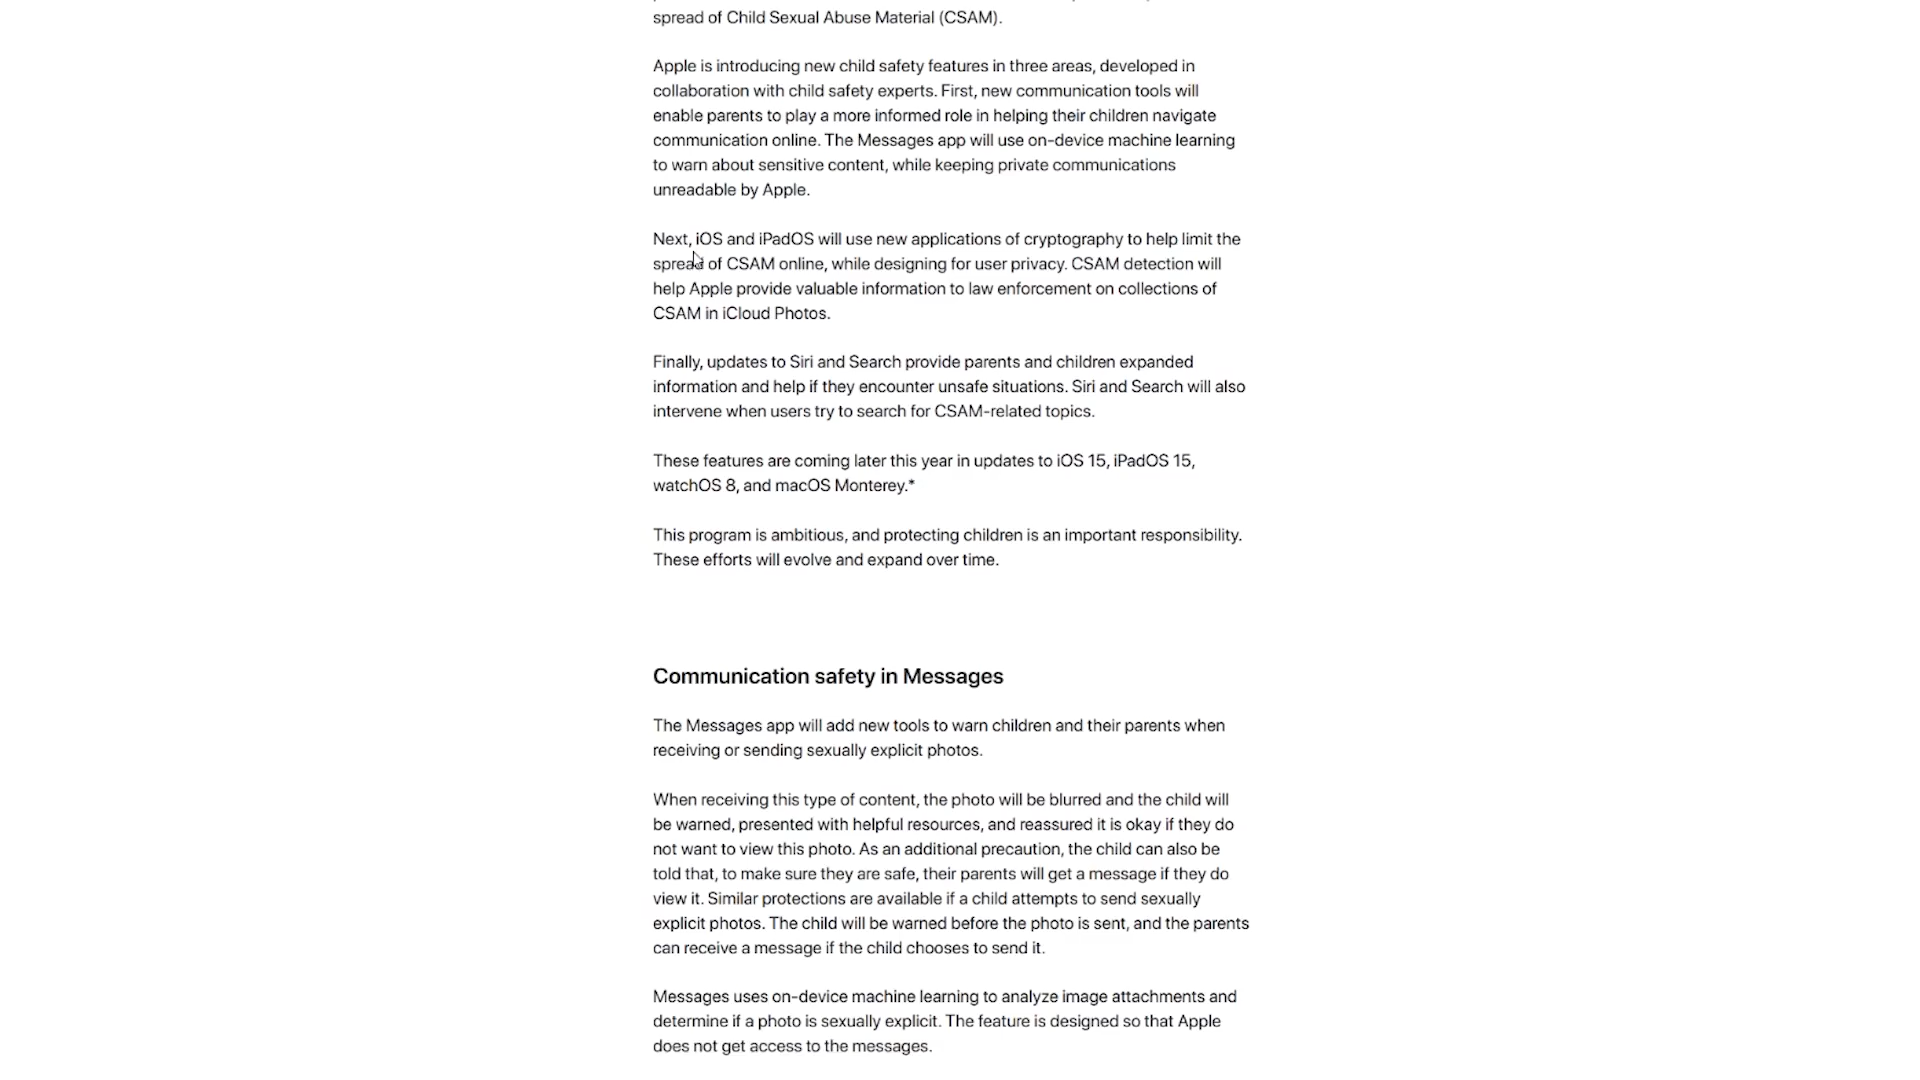 spread of Child Sexual Abuse Material (CSAM).
Apple is introducing new child safety features in three areas, developed in
collaboration with child safety experts. First, new communication tools will
enable parents to play a more informed role in helping their children navigate
communication online. The Messages app will use on-device machine learning
to warn about sensitive content, while keeping private communications
unreadable by Apple.
Next, iOS and iPadOS will use new applications of cryptography to help limit the
spread of CSAM online, while designing for user privacy. CSAM detection will
help Apple provide valuable information to law enforcement on collections of
CSAM in iCloud Photos.
Finally, updates to Siri and Search provide parents and children expanded
information and help if they encounter unsafe situations. Siri and Search will also
intervene when users try to search for CSAM-related topics.
These features are coming later this year in updates to iOS 15, iPadOS 15,
watchOS 8, and macOS Monterey.*
This program is ambitious, and protecting children is an important responsibility.
These efforts will evolve and expand over time.
Communication safety in Messages
The Messages app will add new tools to warn children and their parents when
receiving or sending sexually explicit photos.
When receiving this type of content, the photo will be blurred and the child will
be warned, presented with helpful resources, and reassured it is okay if they do
not want to view this photo. As an additional precaution, the child can also be
told that, to make sure they are safe, their parents will get a message if they do
view it. Similar protections are available if a child attempts to send sexually
explicit photos. The child will be warned before the photo is sent, and the parents
can receive a message if the child chooses to send it.
Messages uses on-device machine learning to analyze image attachments and
determine if a photo is sexually explicit. The feature is designed so that Apple
does not get access to the messages.